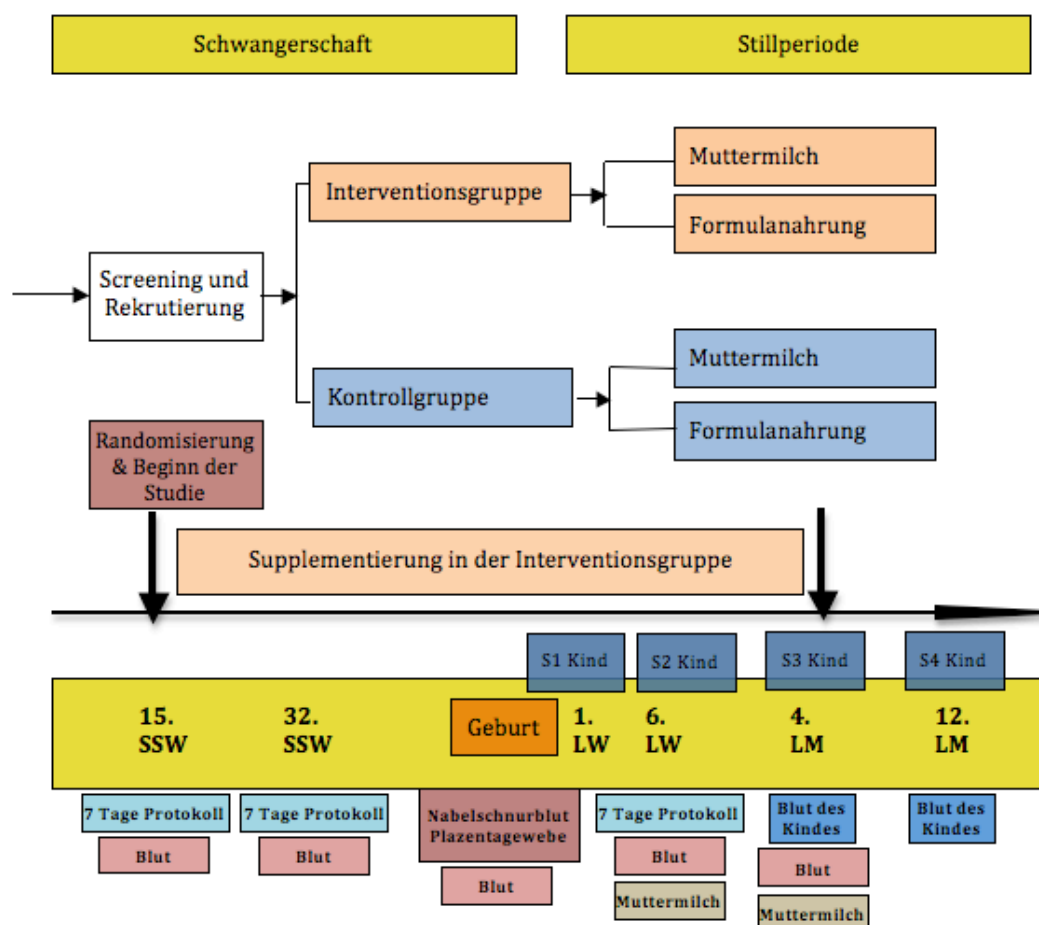 Schwangerschaft
Stillperiode
Interventionsgruppe
Muttermilch
Formulanahrung
Screening und
Rekrutierung
Kontrollgruppe
Muttermilch
Formulanahrung
Randomisierung
& Beginn der
Studie
Supplementierung in der Interventionsgruppe
S1 Kind
S2 Kind
S3 Kind
S4 Kind
15.
SSW
32.
SSW
Geburt
1.
LW
6.
LW
4.
LM
12.
LM
7 Tage Protokoll
Blut
7 Tage Protokoll
Blut
Nabelschnurblut
Plazentagewebe
Blut
7 Tage Protokoll
Blut
Muttermilch
Blut des
Kindes
Blut
Muttermilch
Blut des
Kindes